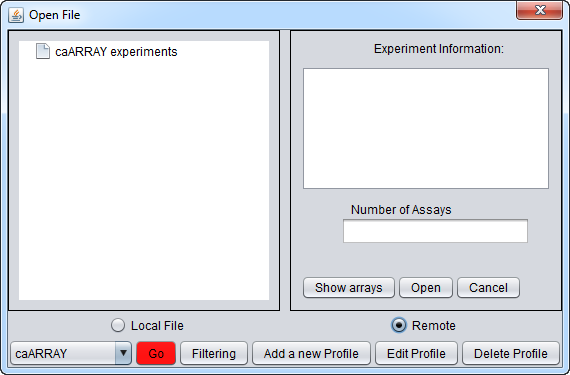 Open File
caARRAY experiments
Experiment Information:
Number of Assays
Show arrays Open Cancel
Local File Remote
caARRAY Go Filtering Add a new Profile Edit Profile Delete Profile